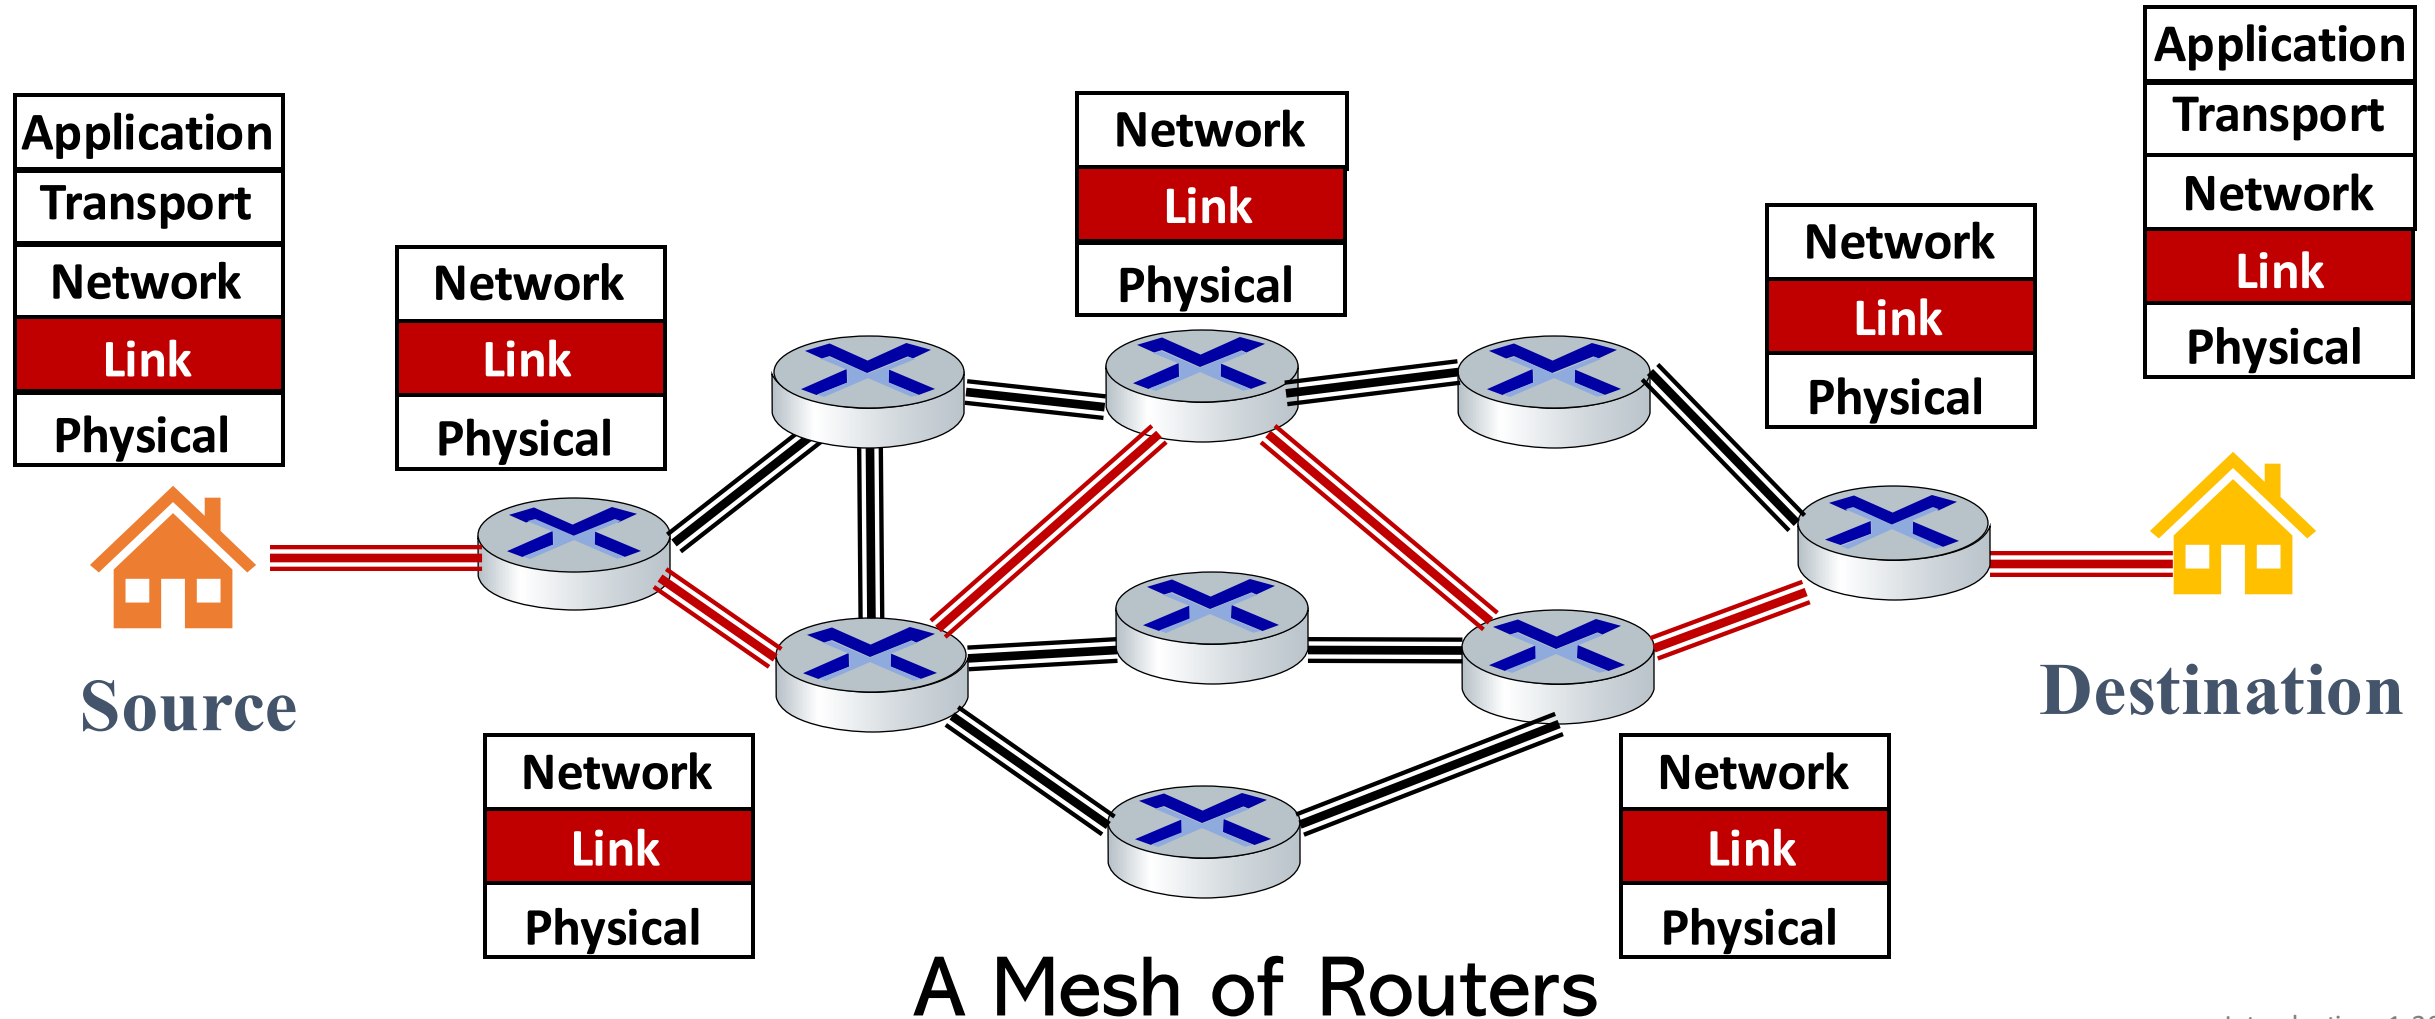 Application
Transport
Network
Link
Physical
Source
Network
Link
Physical
Network
Link
Physical
Network
Link
Physical
Network
Link
Physical
Network
Link
Physical
Application
Transport
Network
Link
Physical
Destination
A Mesh of Routers